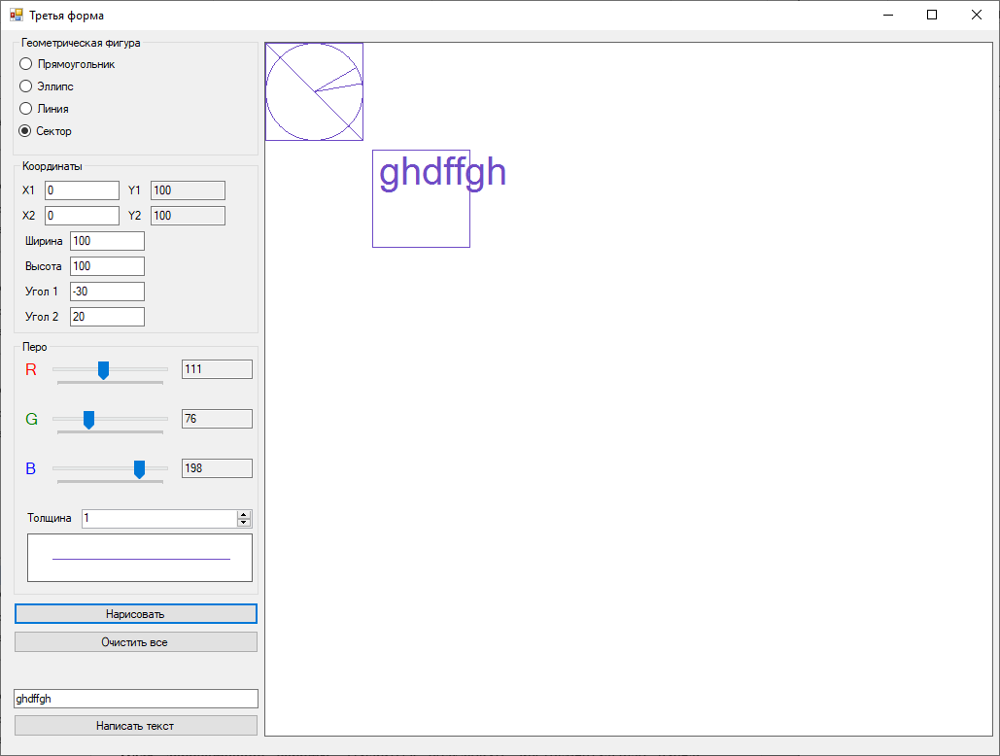 Третья форма
Геометрическая фигура
Прямоугольник
Эллипс
Линия
Сектор
Координаты
X1 0 Y1 100
X2 0 Y2 100
Ширина 100
Высота 100
Угол 1 -30
Угол 2 20
Перо
R 111
G 76
B 198
Толщина 1
Нарисовать
Очистить все
ghdffgh
Написать текст
ghdffgh